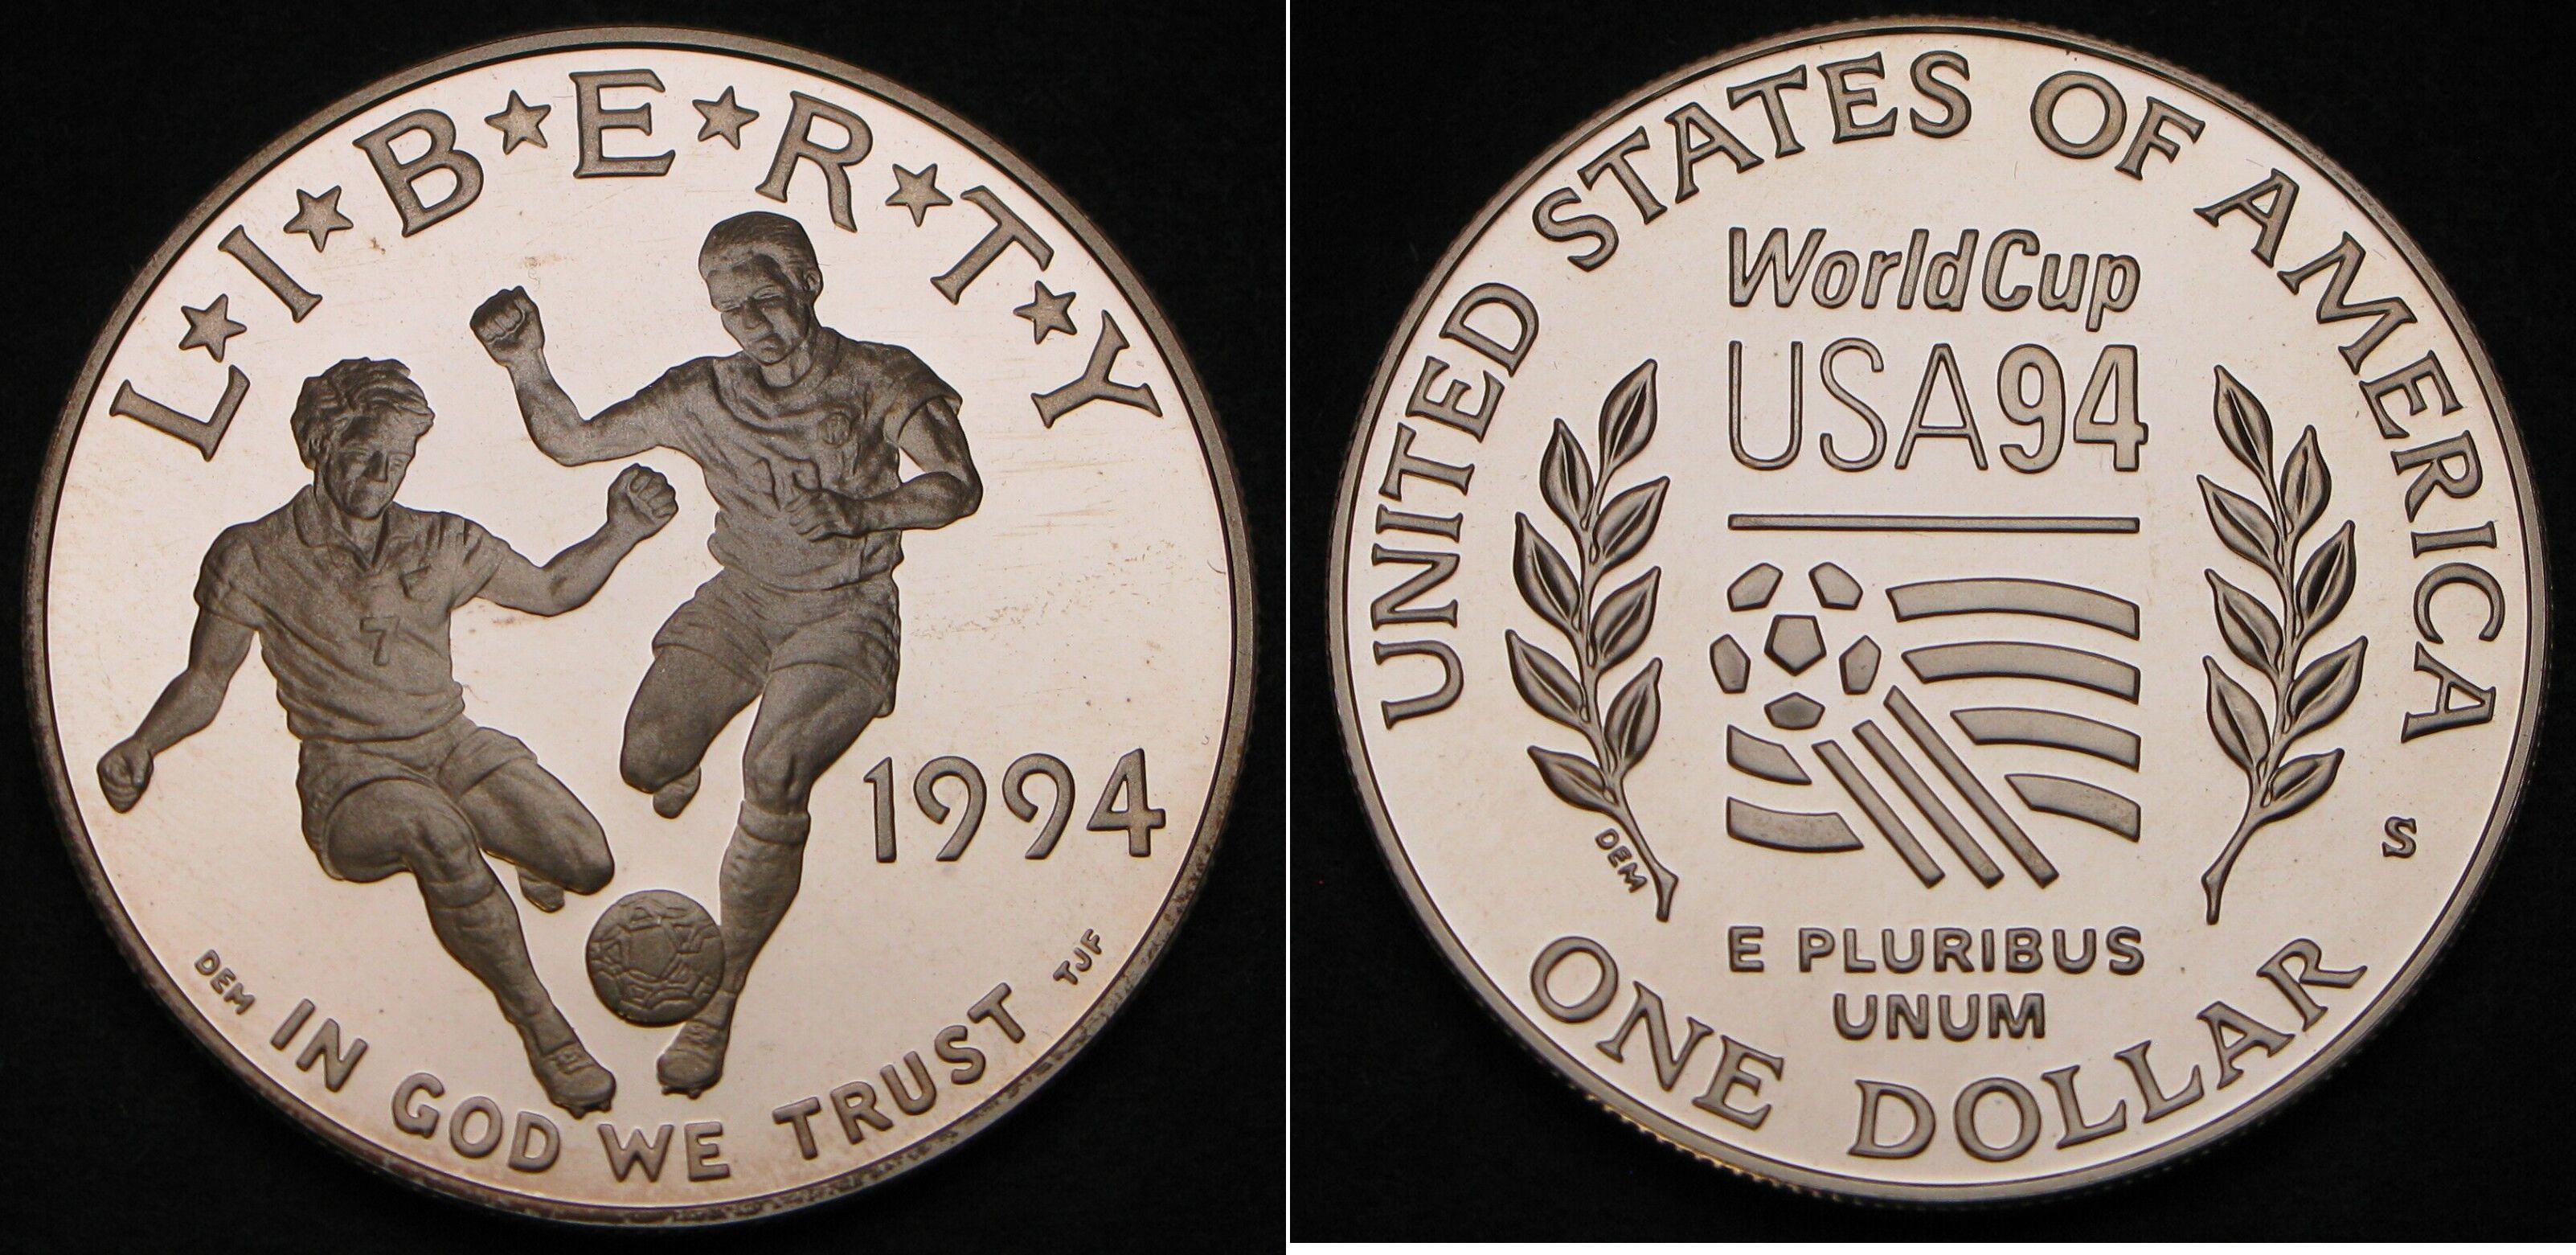 L★I★B★E★R★T★Y
7
1994
DEM
TJF
IN GOD WE TRUST
UNITED STATES OF AMERICA
WorldCup
USA94
DEM
S
E PLURIBUS
UNUM
ONE DOLLAR